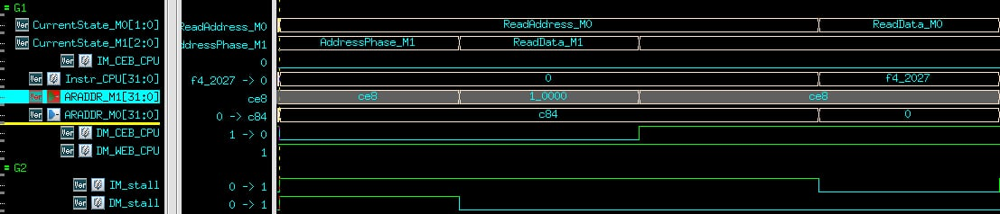 = G1
Ver CurrentState_M0[1:0] ReadAddress_M0 ReadAddress_M0 ReadData_M0
Ver CurrentState_M1[2:0] ddressPhase_M1 AddressPhase_M1 ReadData_M1
Ver IM_CEB_CPU 0
Ver Instr_CPU[31:0] f4_2027 -> 0 0 f4_2027
Ver ARADDR_M1[31:0] ce8 ce8 1_0000 ce8
Ver ARADDR_M0[31:0] 0 -> c84 c84 0
Ver DM_CEB_CPU 1 -> 0
Ver DM_WEB_CPU 1
= G2
Ver IM_stall 0 -> 1
Ver DM_stall 0 -> 1